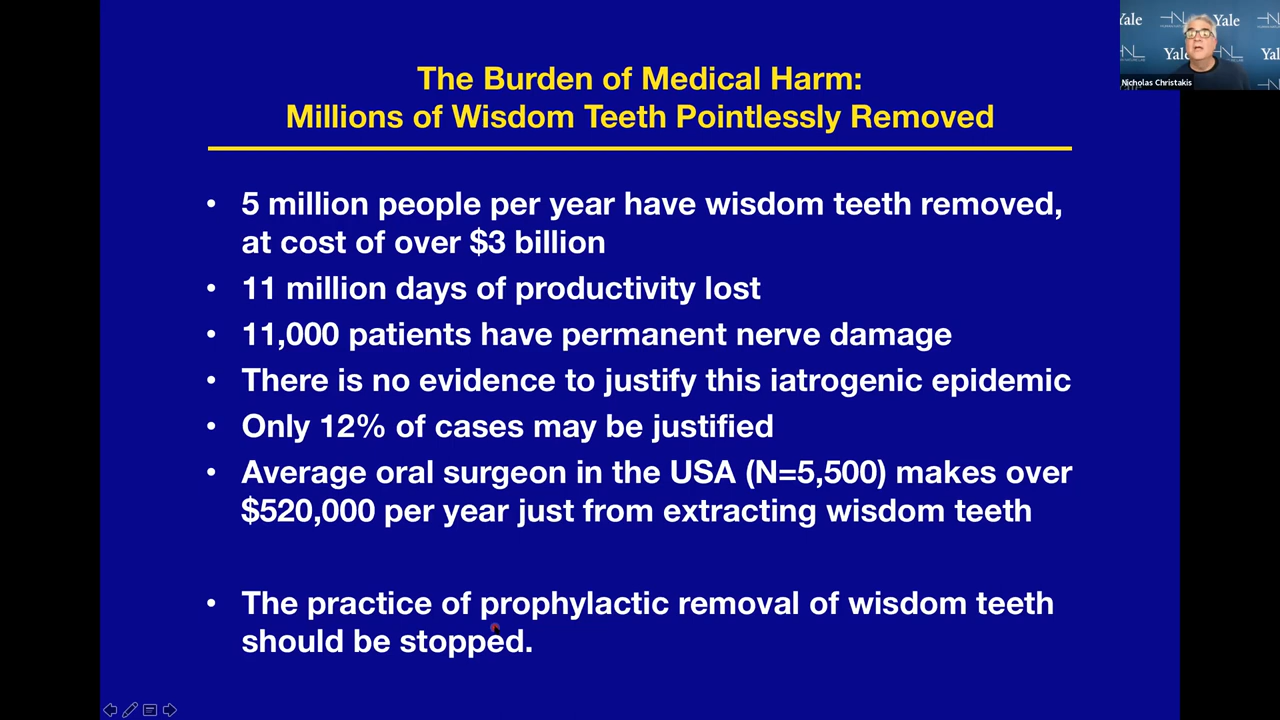 The Burden of Medical Harm:
Millions of Wisdom Teeth Pointlessly Removed
• 5 million people per year have wisdom teeth removed,
at cost of over $3 billion
• 11 million days of productivity lost
• 11,000 patients have permanent nerve damage
• There is no evidence to justify this iatrogenic epidemic
• Only 12% of cases may be justified
• Average oral surgeon in the USA (N=5,500) makes over
$520,000 per year just from extracting wisdom teeth
• The practice of prophylactic removal of wisdom teeth
should be stopped.
Yale
Yale
Yale
Nicholas Christakis